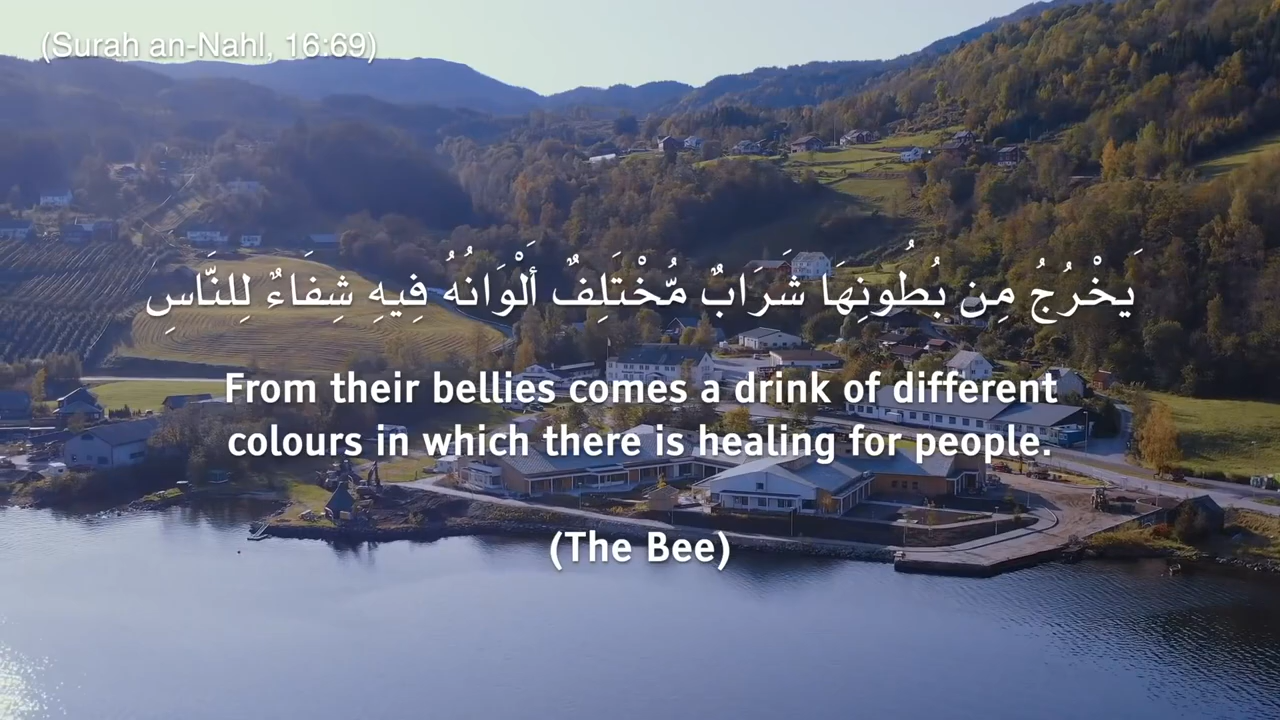 (Surah an-Nahl, 16:69)
يَخْرُجُ مِن بُطُونِهَا شَرَابٌ مُّخْتَلِفٌ أَلْوَانُهُ فِيهِ شِفَاءٌ لِلنَّاسِ
From their bellies comes a drink of different
colours in which there is healing for people.
(The Bee)